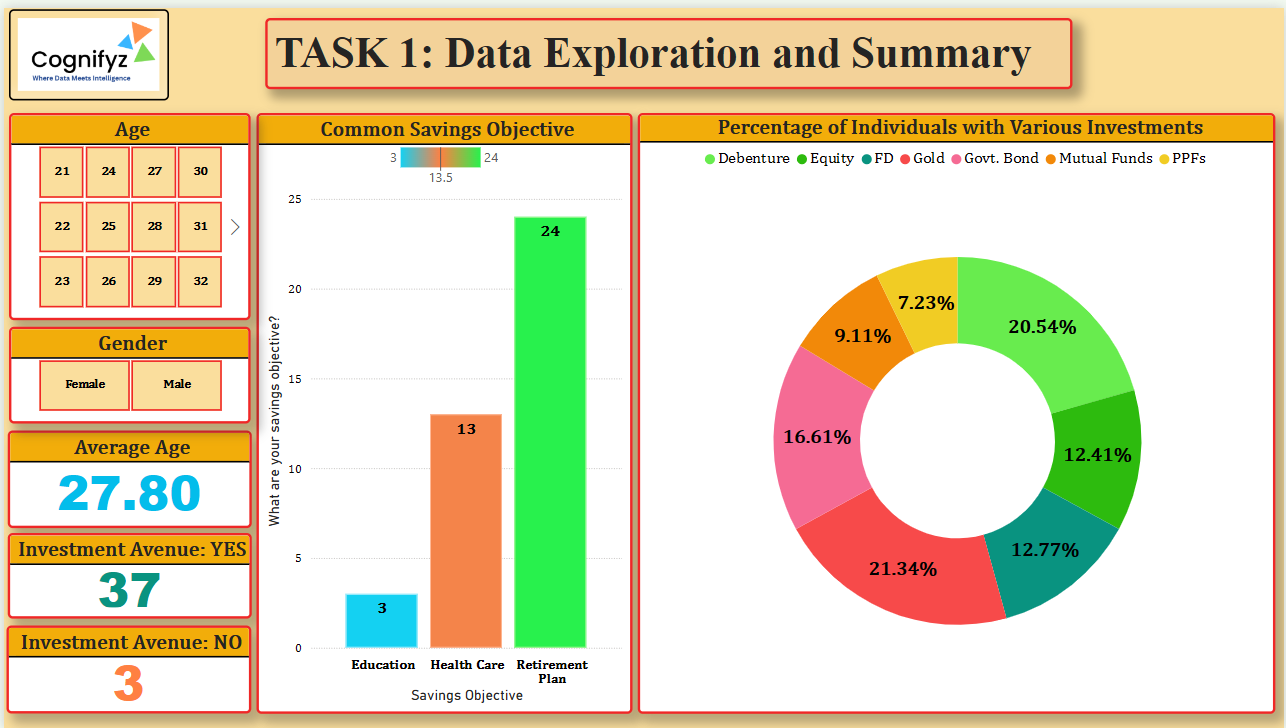 Cognifyz
Where Data Meets Intelligence
TASK 1: Data Exploration and Summary
Age
21 24 27 30
22 25 28 31
23 26 29 32
Gender
Female Male
Average Age
27.80
Investment Avenue: YES
37
Investment Avenue: NO
3
Common Savings Objective
3 24
13.5
What are your savings objective?
25
20
15
10
5
0
24
13
3
Education Health Care Retirement
Plan
Savings Objective
Percentage of Individuals with Various Investments
Debenture Equity FD Gold Govt. Bond Mutual Funds PPFs
7.23%
20.54%
9.11%
16.61%
12.41%
12.77%
21.34%